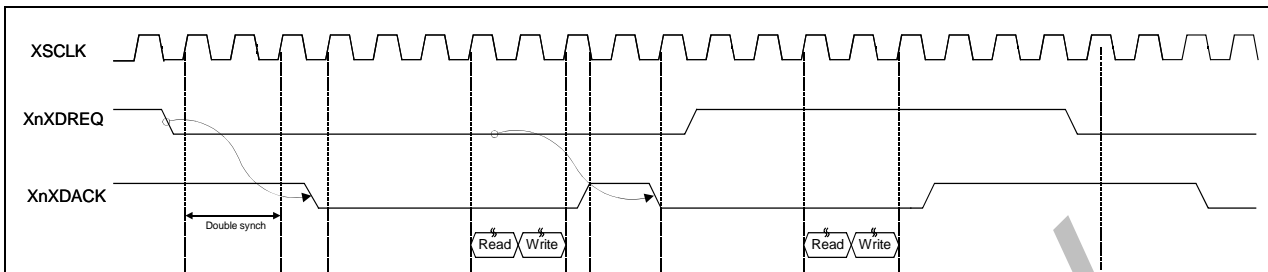 XSCLK
XnXDREQ
XnXDACK
Double synch
Read Write Read Write